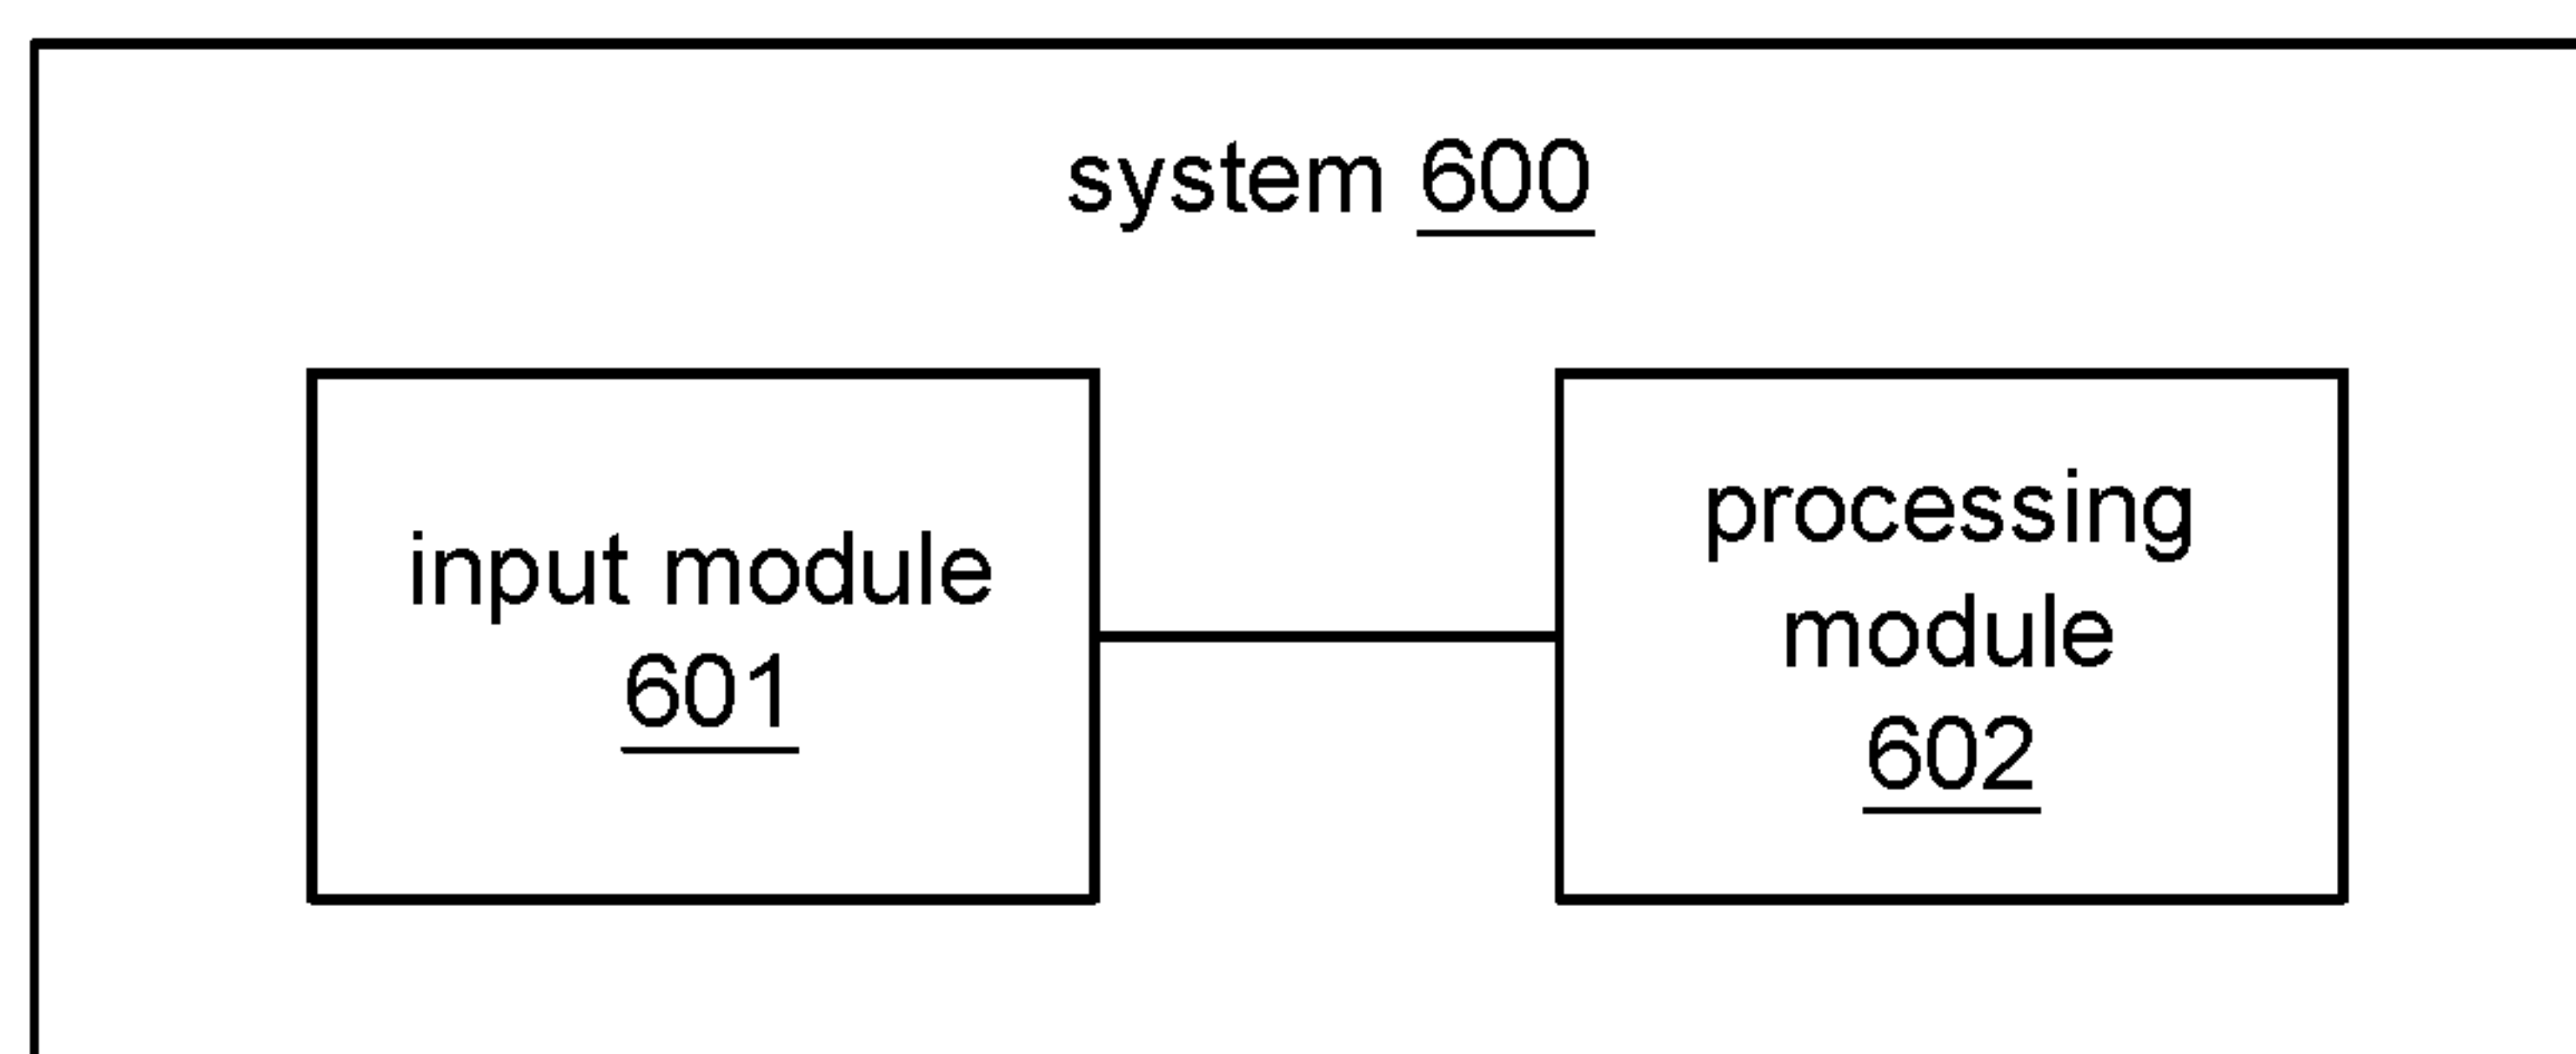 system 600
input module
601
processing
module
602